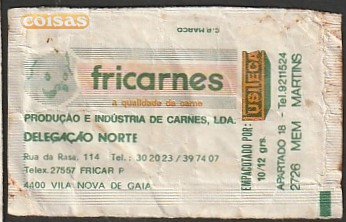 coisas
C.R MARCO
fricarnes
a qualidade da carne
PRODUÇÃO E INDÚSTRIA DE CARNES, LDA.
DELEGAÇÃO NORTE
Rua da Rasa, 114 Tel.: 30 20 23 / 39 74 07
Telex. 27557 FRICAR P
4400 VILA NOVA DE GAIA
EMPACOTADO POR:
10/12 grs.
USILECA
APARTADO 18 - Tel. 9211524
2726 MEM MARTINS